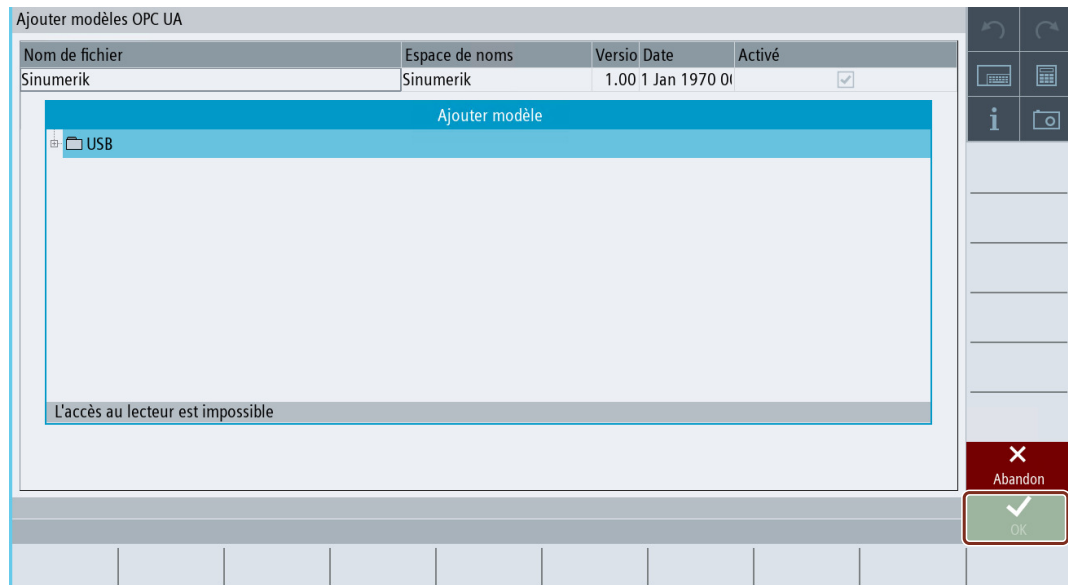 Ajouter modèles OPC UA
Nom de fichier Espace de noms Versio Date Activé
Sinumerik Sinumerik 1.00 1 Jan 1970 0
Ajouter modèle
USB
L'accès au lecteur est impossible
Abandon
OK